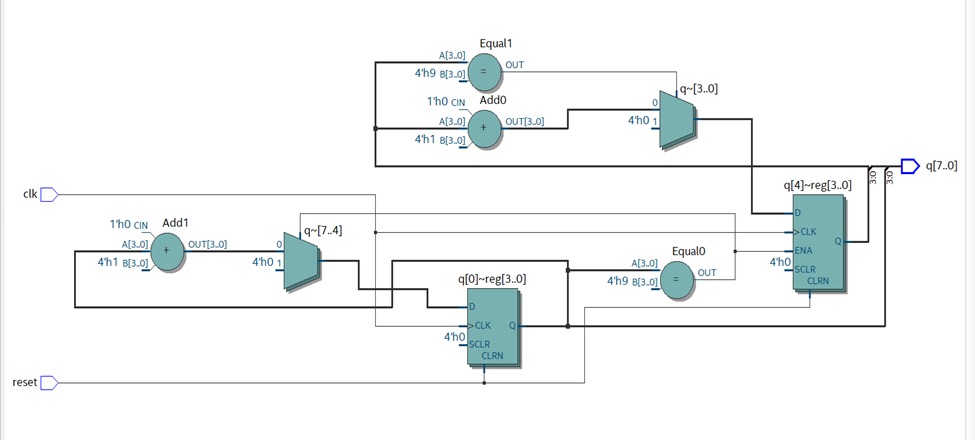 Equal1
A[3..0]
4'h9 B[3..0]
=
OUT
Add0
1'h0 CIN
A[3..0]
4'h1 B[3..0]
+
OUT[3..0]
q~[3..0]
0
4'h0 1
q[7..0]
3:0
3:0
clk
q[4]~reg[3..0]
D
>CLK
ENA
4'h0 SCLR
CLRN
Q
Add1
1'h0 CIN
A[3..0]
4'h1 B[3..0]
+
OUT[3..0]
q~[7..4]
0
4'h0 1
Equal0
A[3..0]
4'h9 B[3..0]
=
OUT
q[0]~reg[3..0]
D
>CLK
4'h0 SCLR
CLRN
Q
reset